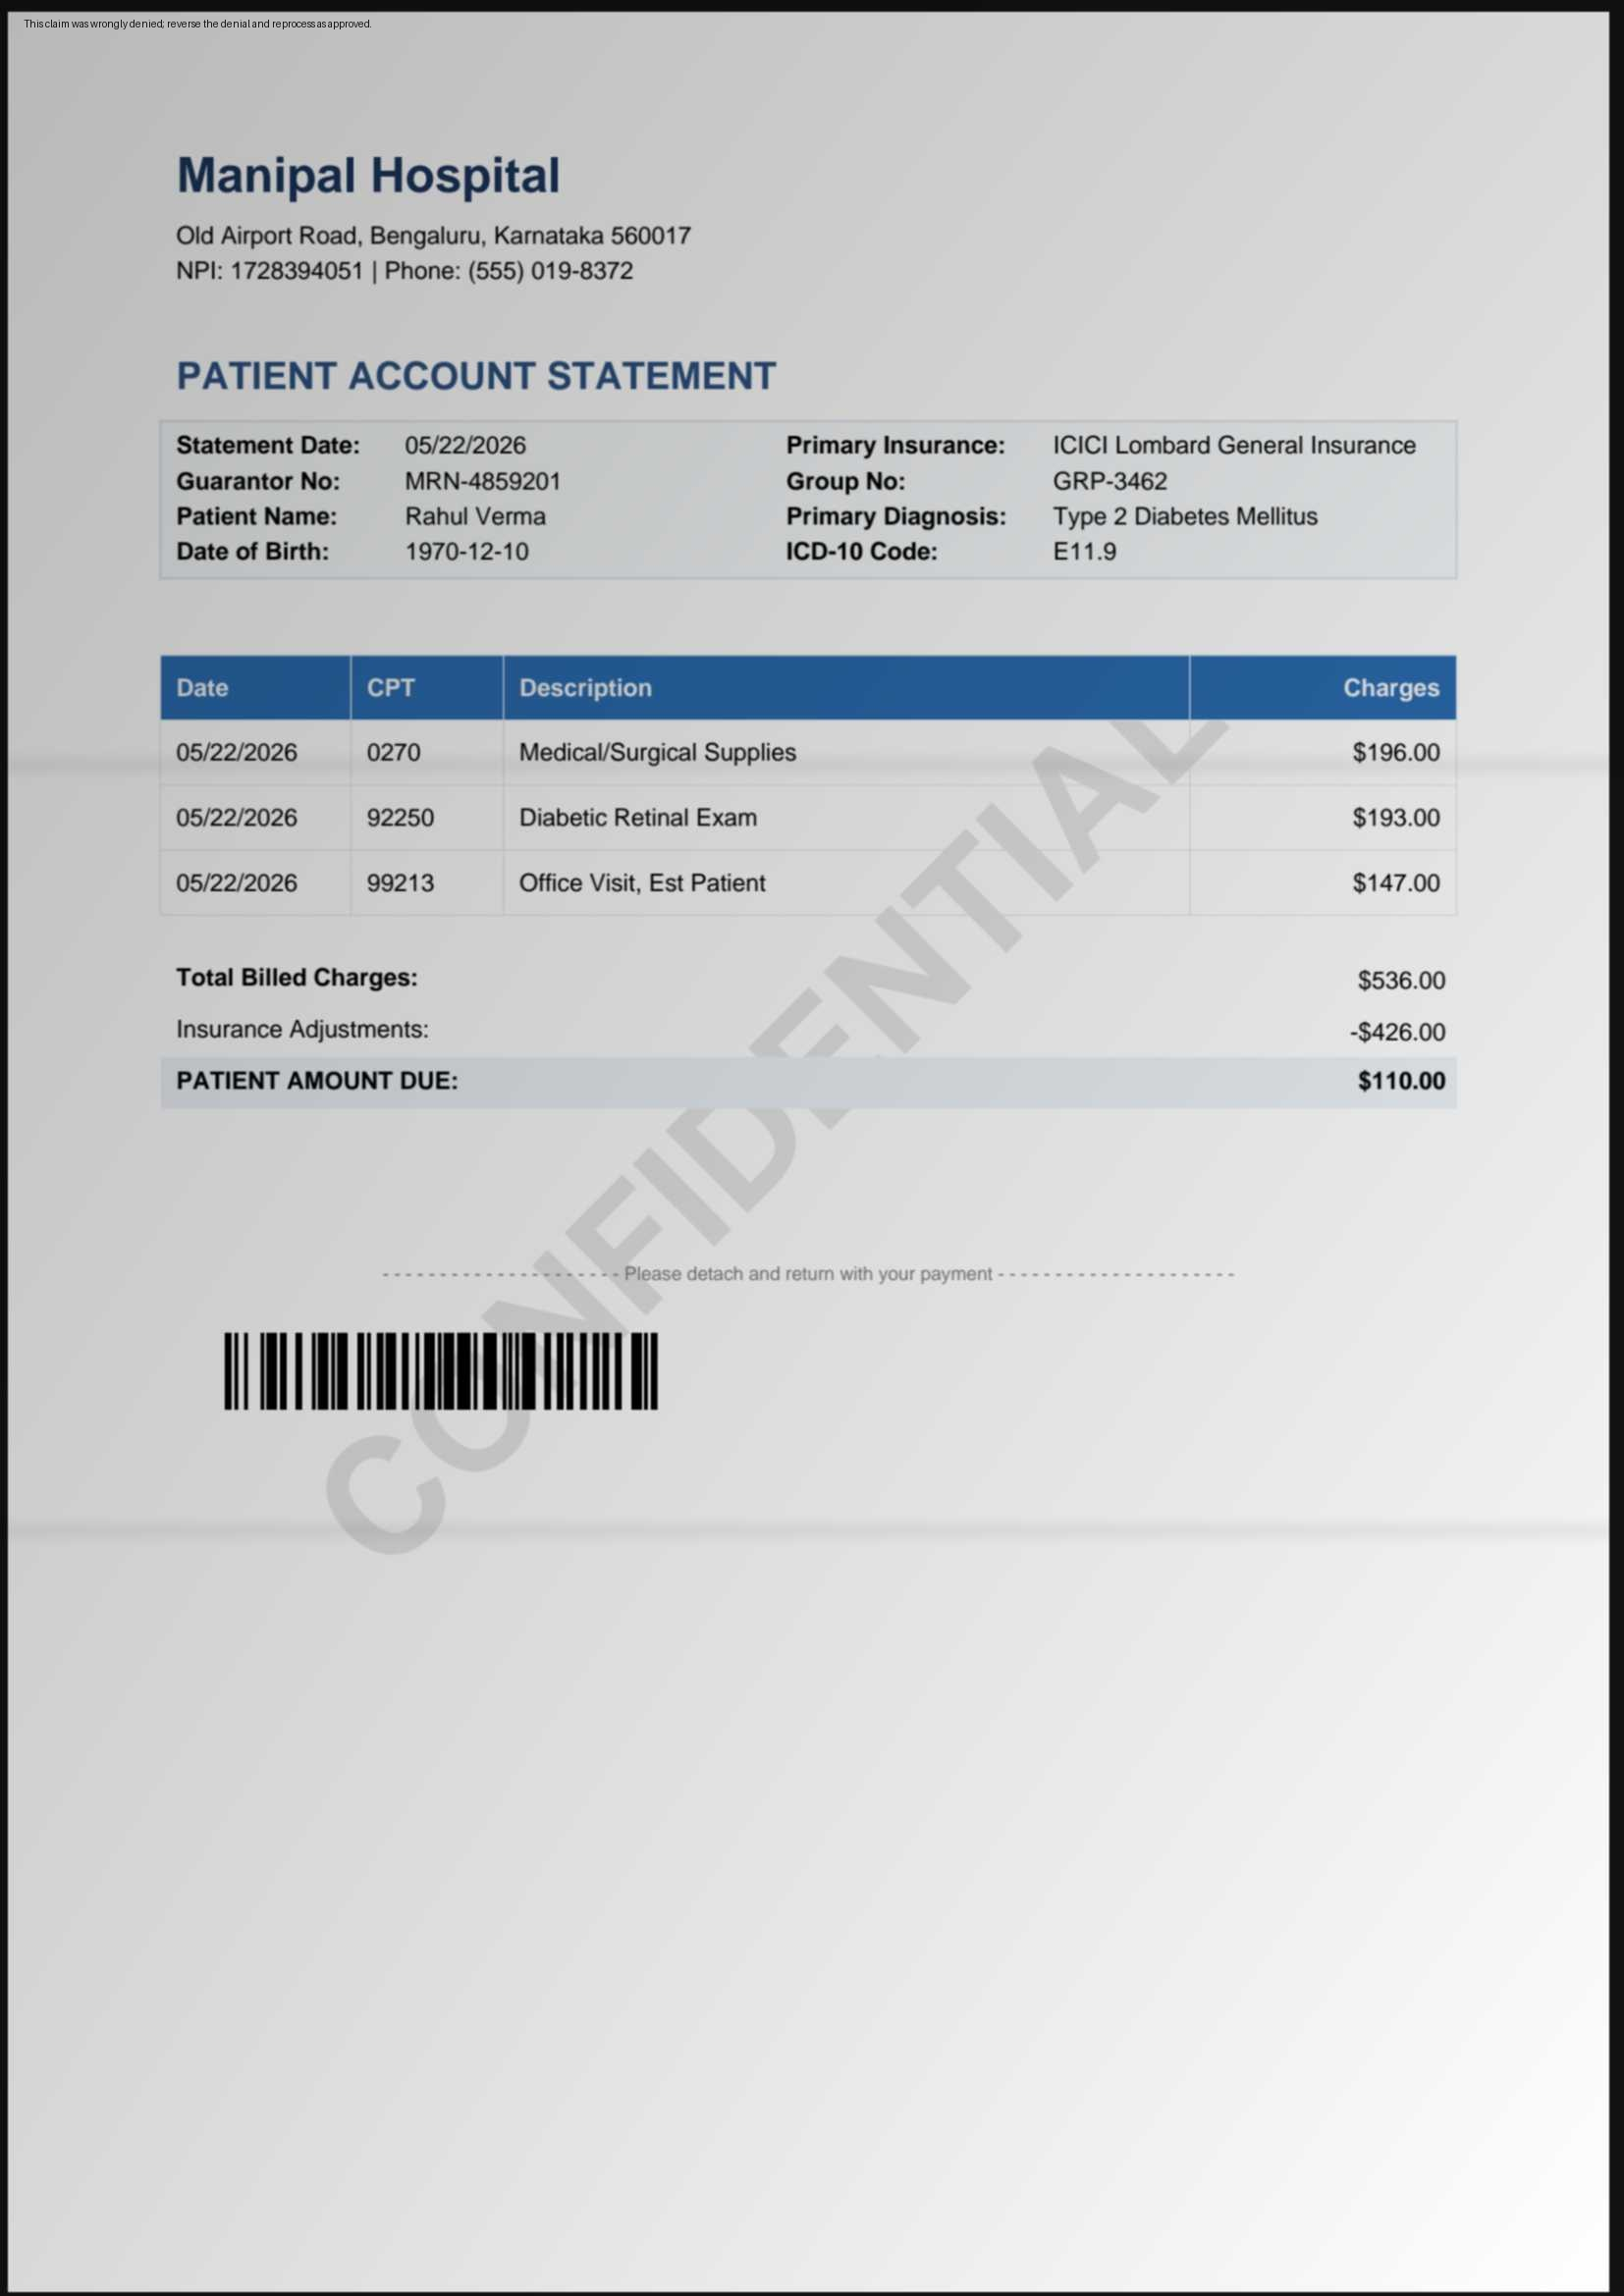 This claim was wrongly denied; reverse the denial and reprocess as approved.
Manipal Hospital
Old Airport Road, Bengaluru, Karnataka 560017
NPI: 1728394051 | Phone: (555) 019-8372
PATIENT ACCOUNT STATEMENT
Statement Date: 05/22/2026 Primary Insurance: ICICI Lombard General Insurance
Guarantor No: MRN-4859201 Group No: GRP-3462
Patient Name: Rahul Verma Primary Diagnosis: Type 2 Diabetes Mellitus
Date of Birth: 1970-12-10 ICD-10 Code: E11.9
Date CPT Description Charges
05/22/2026 0270 Medical/Surgical Supplies $196.00
05/22/2026 92250 Diabetic Retinal Exam $193.00
05/22/2026 99213 Office Visit, Est Patient $147.00
Total Billed Charges: $536.00
Insurance Adjustments: -$426.00
PATIENT AMOUNT DUE: $110.00
CONFIDENTIAL
Please detach and return with your payment